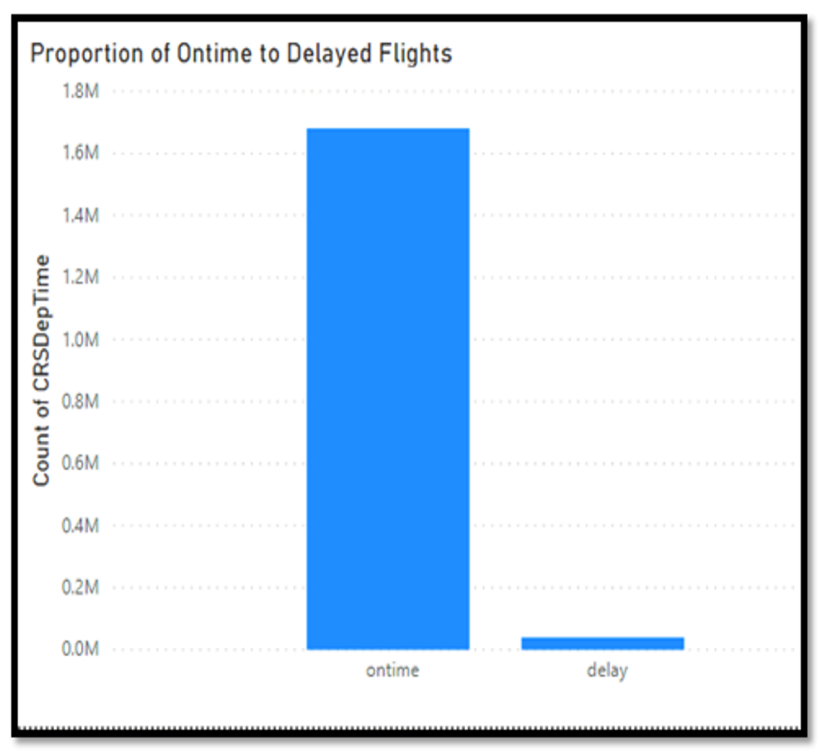 Proportion of Ontime to Delayed Flights
1.8M
1.6M
1.4M
1.2M
1.0M
0.8M
0.6M
0.4M
0.2M
0.0M
Count of CRSDepTime
ontime
delay